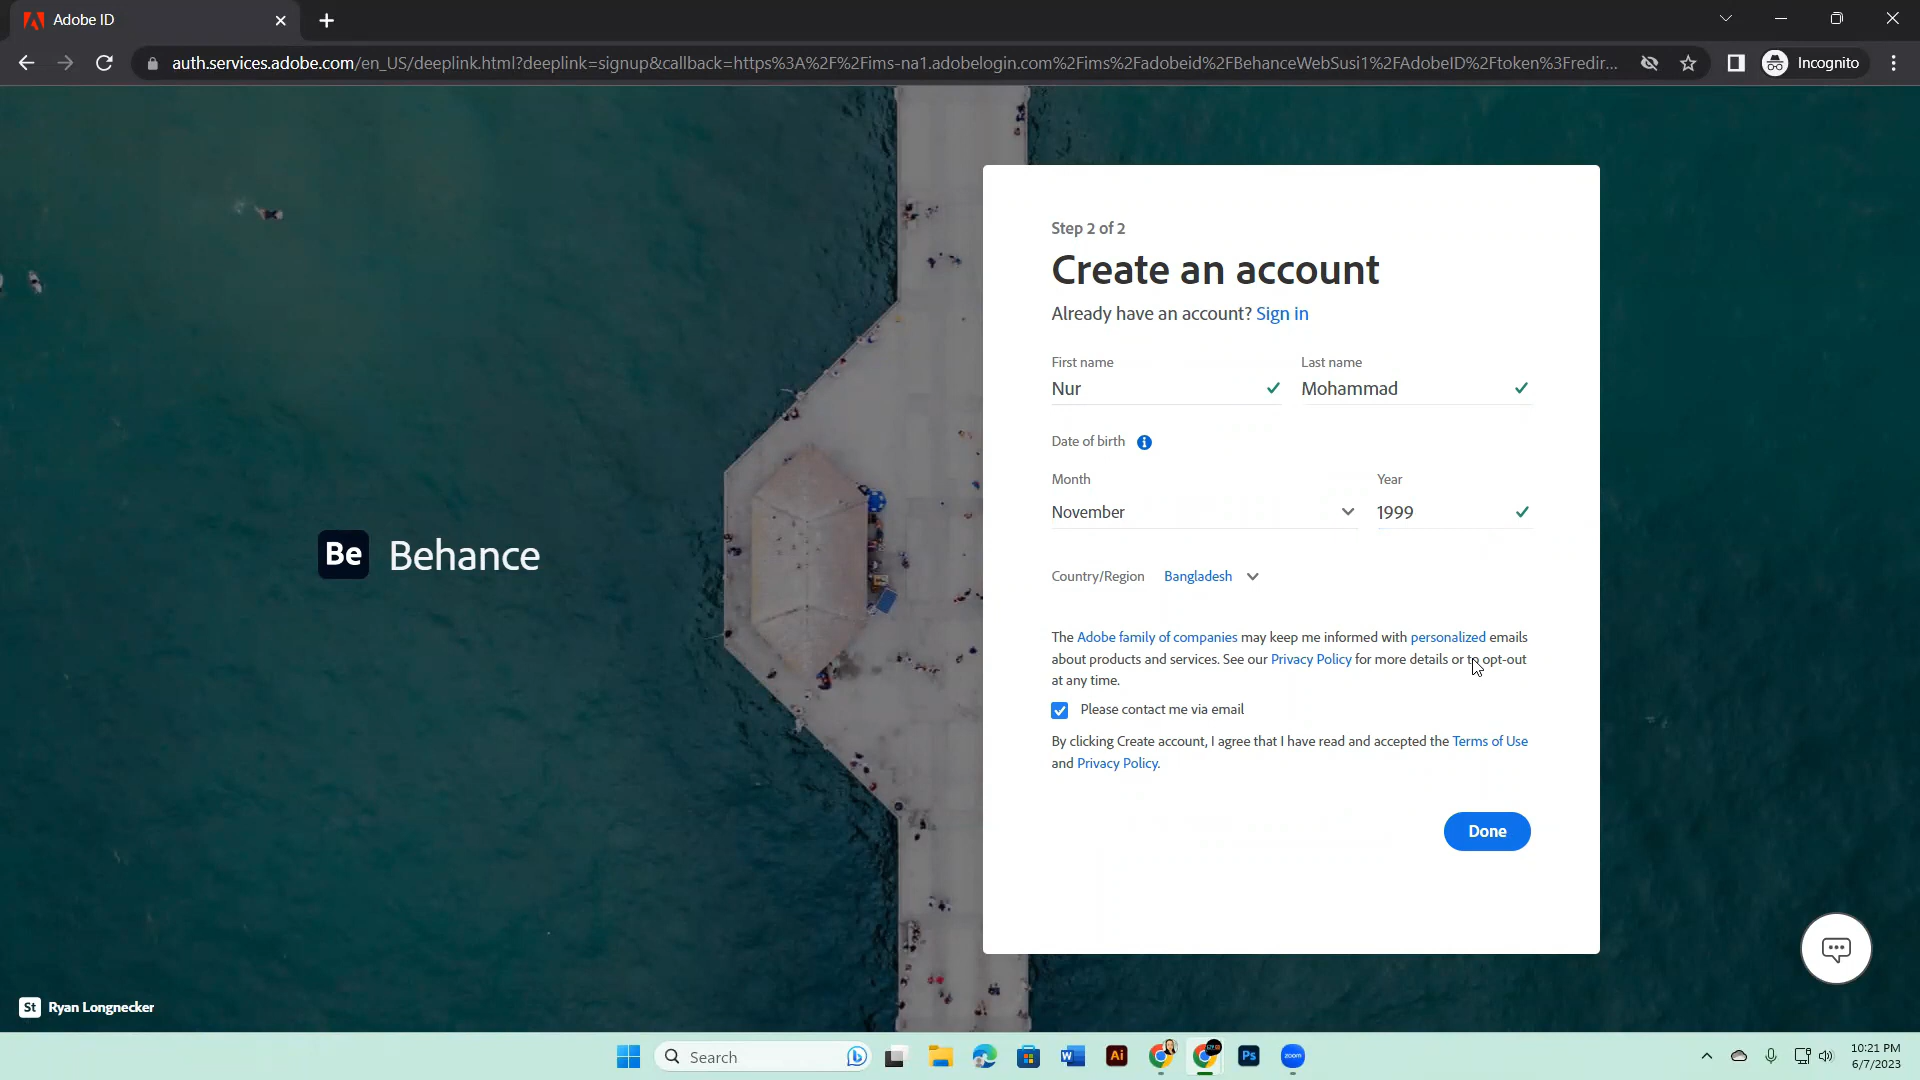 Adobe ID
auth.services.adobe.com/en_US/deeplink.html?deeplink=signup&callback=https%3A%2F%2Fims-na1.adobelogin.com%2Fims%2Fadobeid%2FBehanceWebSusi1%2FAdobeID%2Ftoken%3Fredir...
Incognito
Step 2 of 2
Create an account
Already have an account? Sign in
First name Last name
Nur Mohammad
Date of birth
Month Year
November 1999
Be Behance
Country/Region Bangladesh
The Adobe family of companies may keep me informed with personalized emails
about products and services. See our Privacy Policy for more details or to opt-out
at any time.
Please contact me via email
By clicking Create account, I agree that I have read and accepted the Terms of Use
and Privacy Policy.
Done
St Ryan Longnecker
Search
Ai
Ps
zoom
10:21 PM
6/7/2023